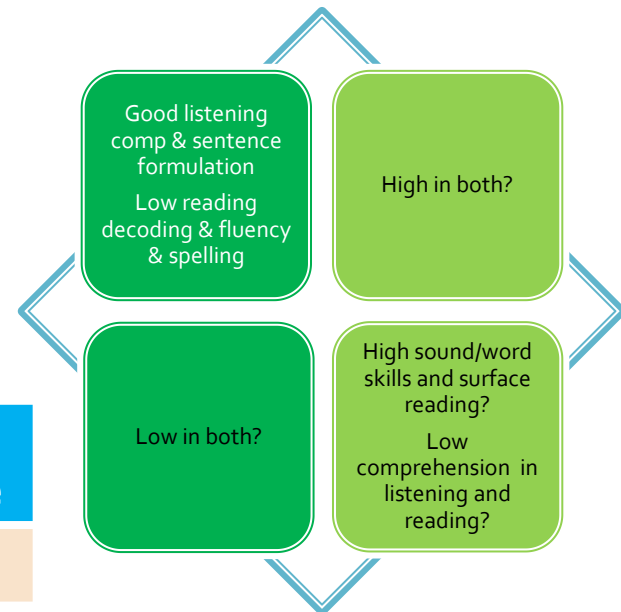 Good listening
comp & sentence
formulation
Low reading
decoding & fluency
& spelling
High in both?
Low in both?
High sound/word
skills and surface
reading?
Low
comprehension in
listening and
reading?